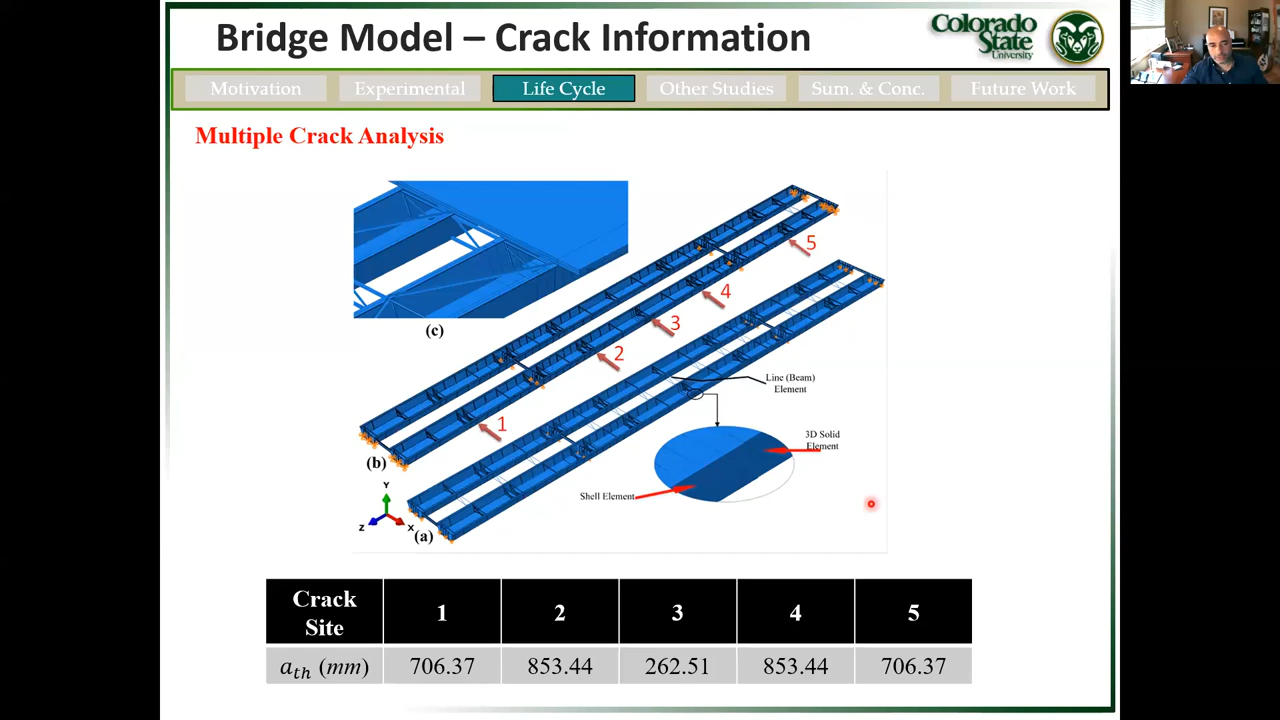 Bridge Model – Crack Information
Colorado
State
University
Motivation
Experimental
Life Cycle
Other Studies
Sum. & Conc.
Future Work
Multiple Crack Analysis
(c)
5
4
3
2
1
Line (Beam)
Element
3D Solid
Element
Shell Element
(b)
Y
Z
X
(a)
Crack Site 1 2 3 4 5
a_th (mm) 706.37 853.44 262.51 853.44 706.37